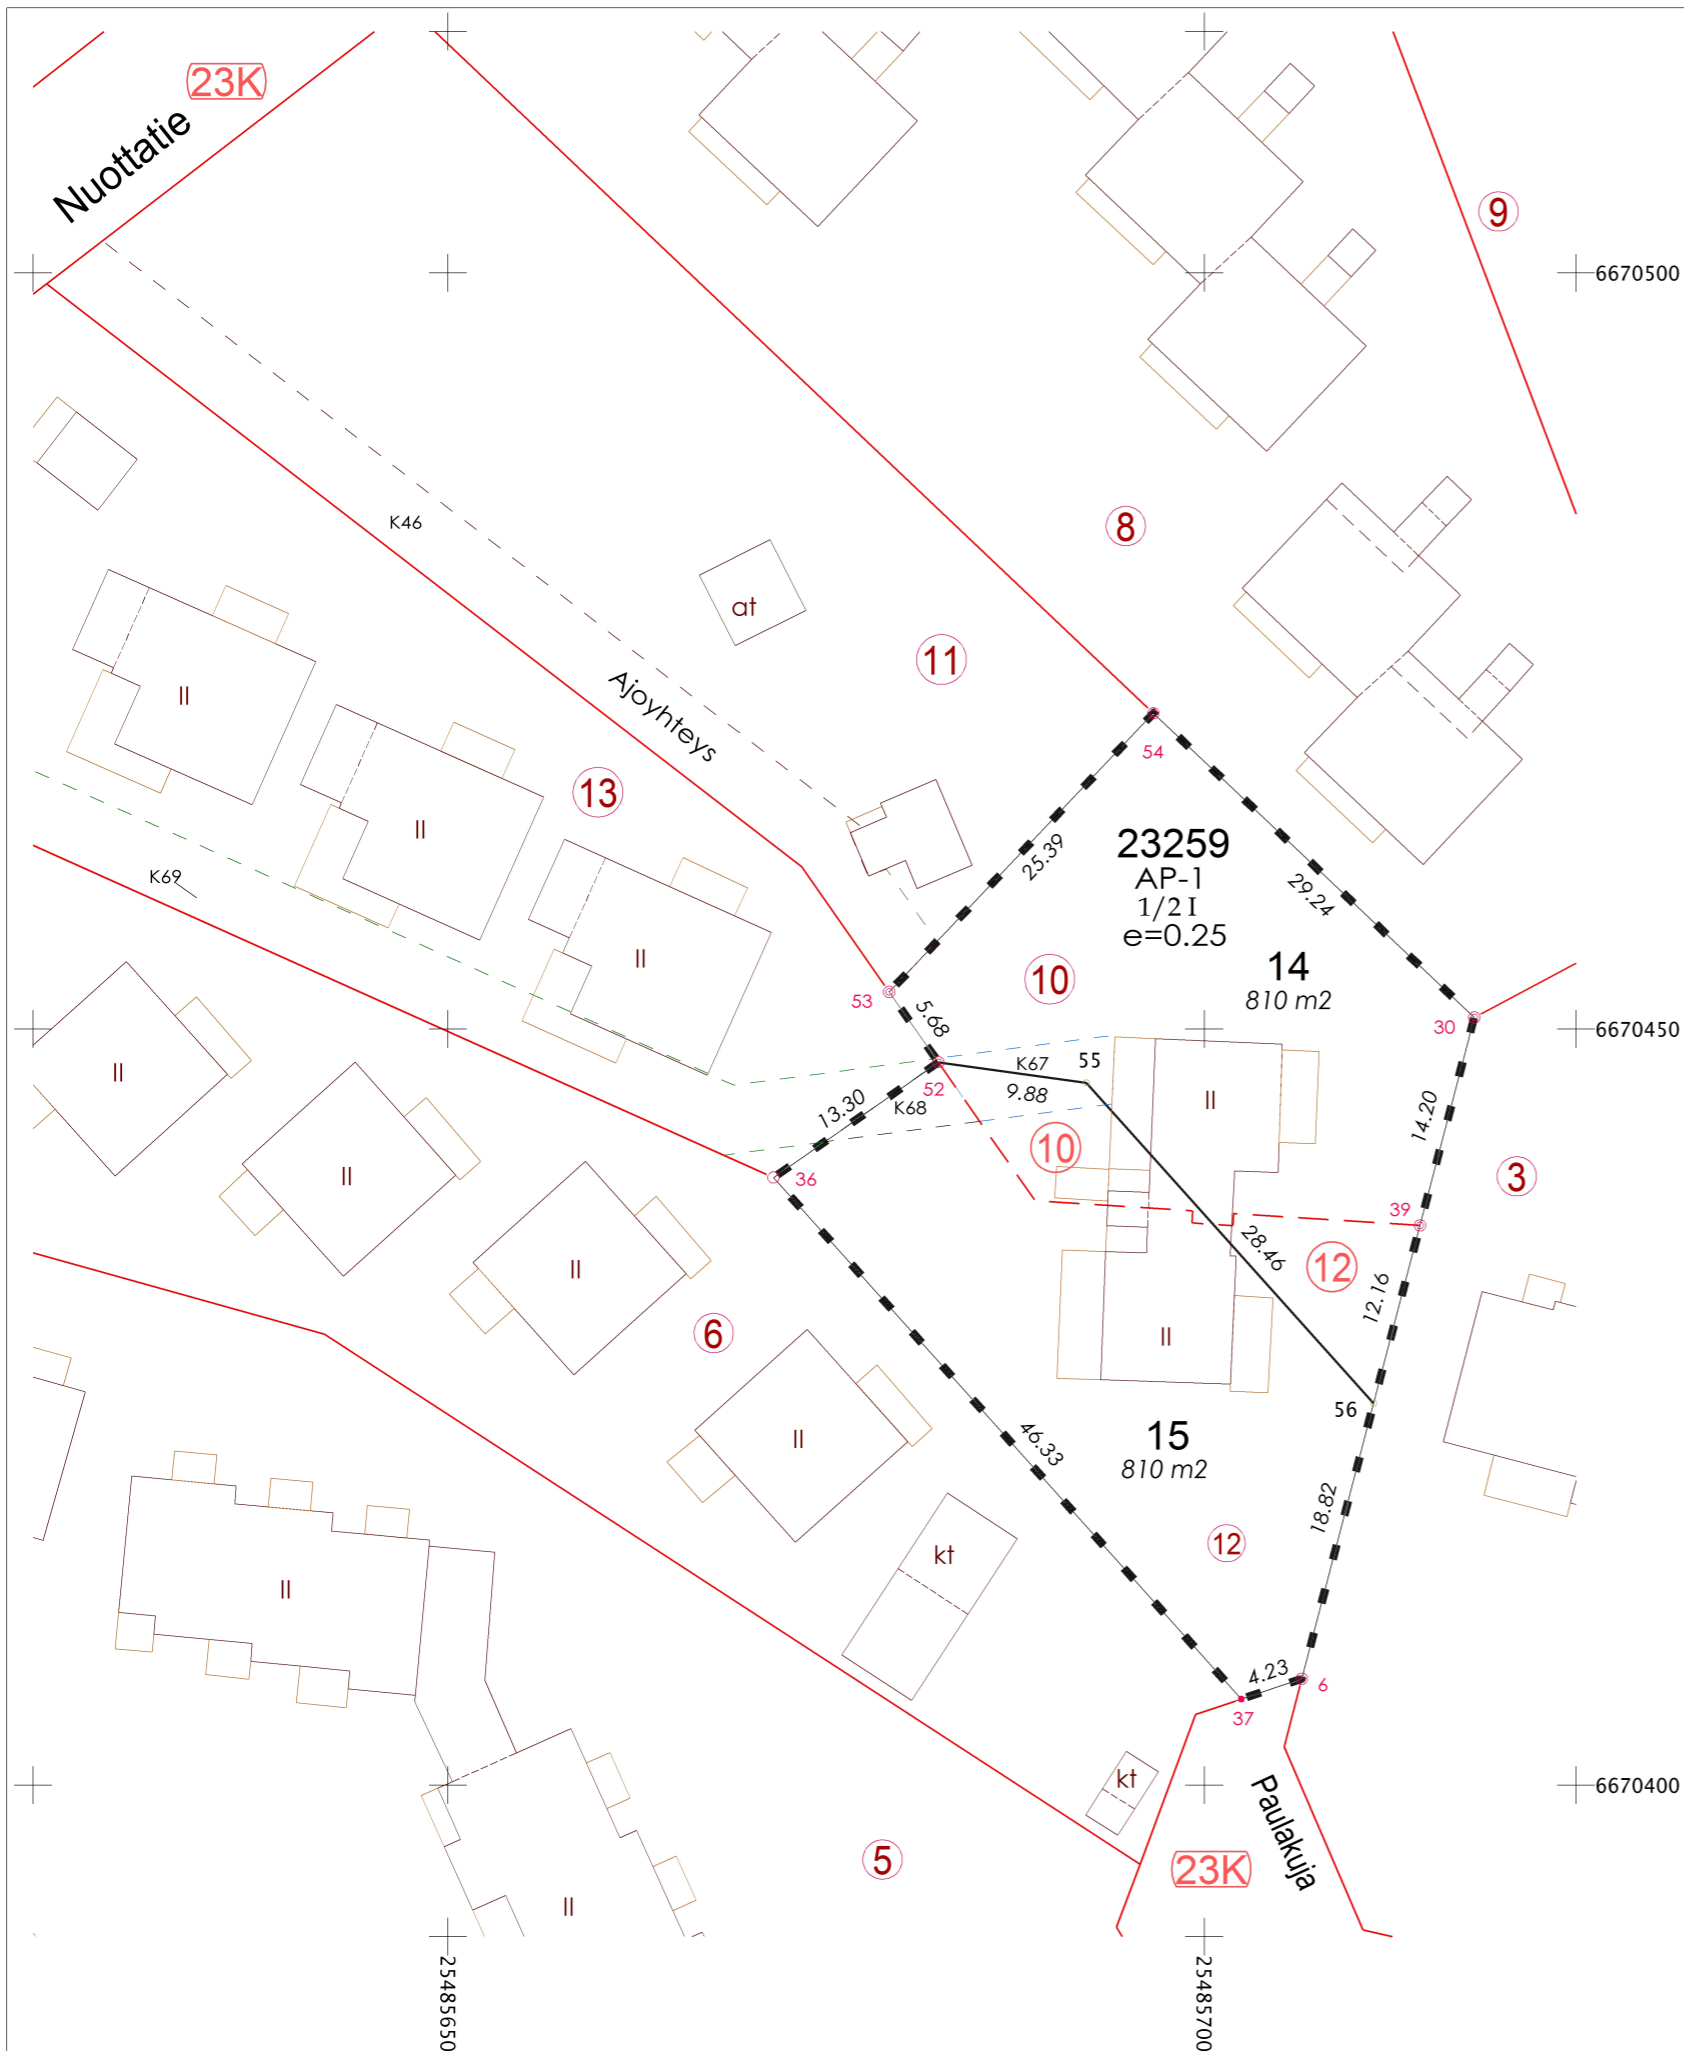 23K
Nuottatie
9
6670500
K46
8
at
11
Ajoyhteys
54
II
13
II
23259
AP-1
1/2 I
e=0.25
25.39
29.24
K69
II
14
810 m2
10
53
5.68
30
6670450
K67
55
9.88
52
K68
13.30
II
II
14.20
10
36
3
II
39
28.46
12
12.16
II
6
II
56
15
810 m2
II
46.33
18.82
12
kt
II
4.23
6
37
kt
6670400
Paulakuja
5
23K
II
25485650
25485700